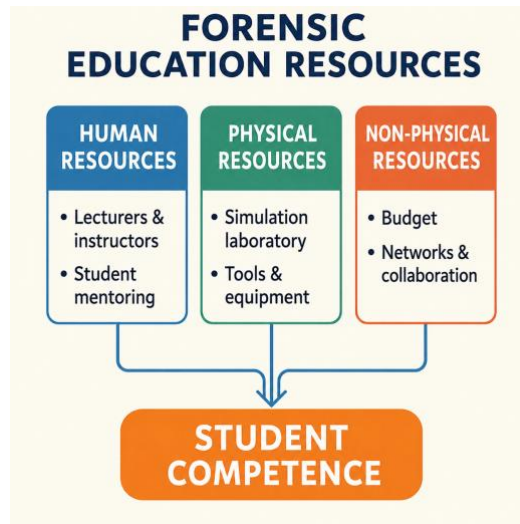 FORENSIC
EDUCATION RESOURCES
HUMAN
RESOURCES
• Lecturers &
instructors
• Student
mentoring
PHYSICAL
RESOURCES
• Simulation
laboratory
• Tools &
equipment
NON-PHYSICAL
RESOURCES
• Budget
• Networks &
collaboration
STUDENT
COMPETENCE